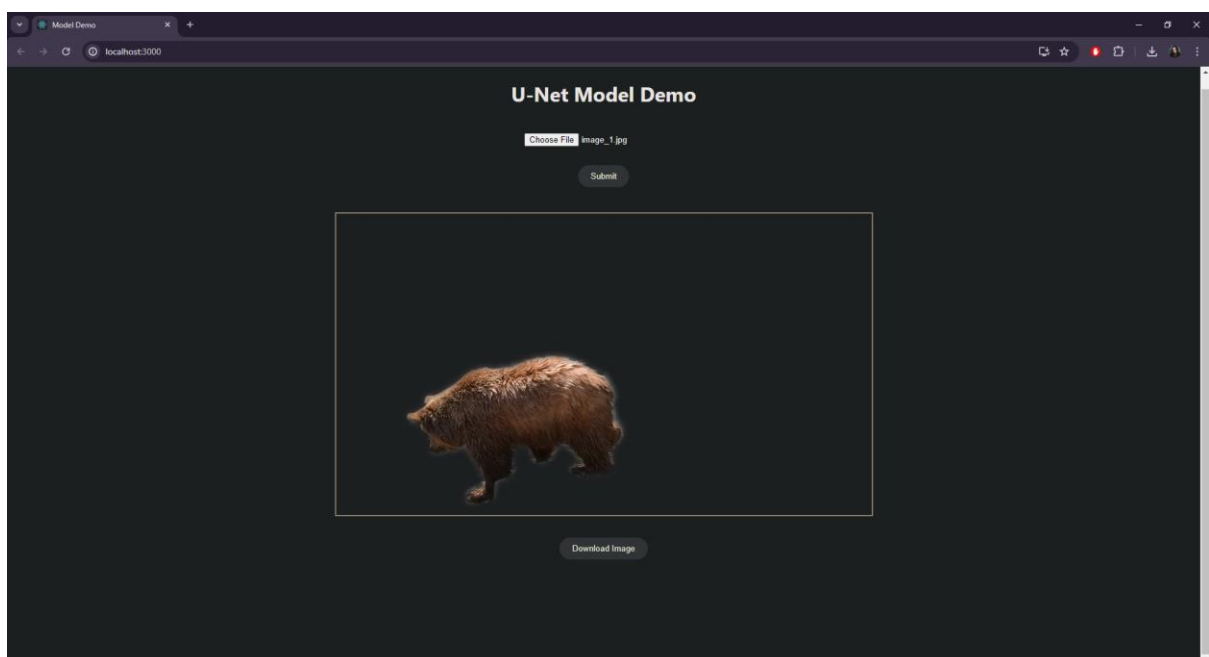 Model Demo
localhost:3000
U-Net Model Demo
Choose File image_1.jpg
Submit
Download Image